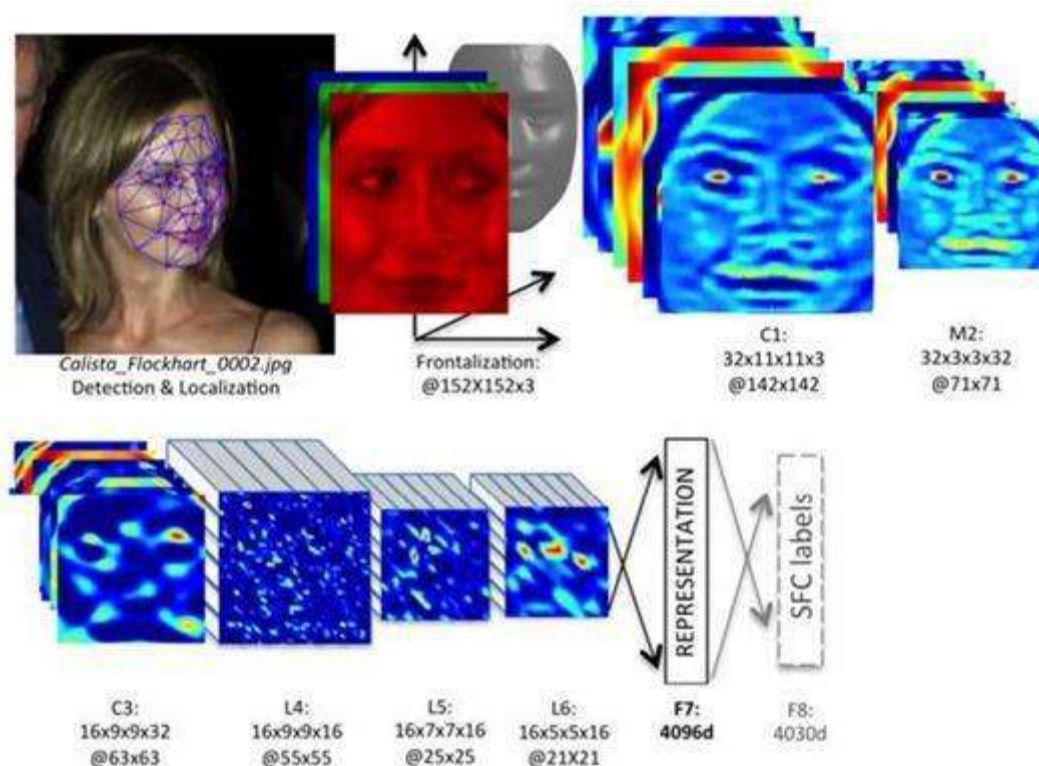 Calista_Flockhart_0002.jpg
Detection & Localization
Frontalization:
@152X152x3
C1:
32x11x11x3
@142x142
M2:
32x3x3x32
@71x71
REPRESENTATION
SFC labels
C3:
16x9x9x32
@63x63
L4:
16x9x9x16
@55x55
L5:
16x7x7x16
@25x25
L6:
16x5x5x16
@21X21
F7:
4096d
F8:
4030d